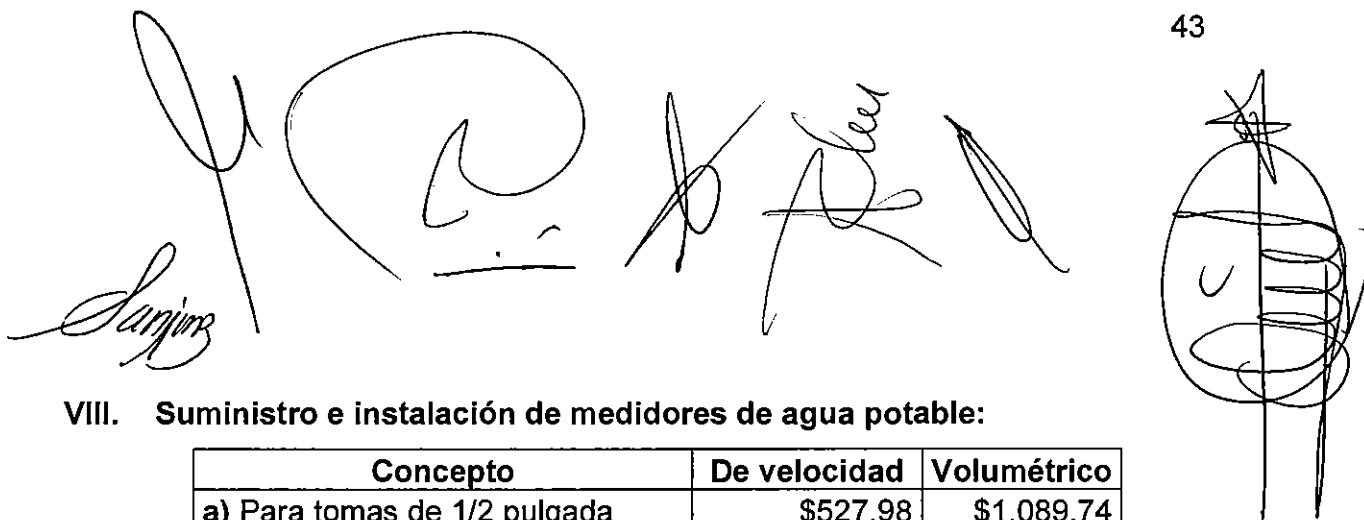 43
VIII. Suministro e instalación de medidores de agua potable:
Concepto De velocidad Volumétrico
a) Para tomas de 1/2 pulgada $527.98 $1,089.74